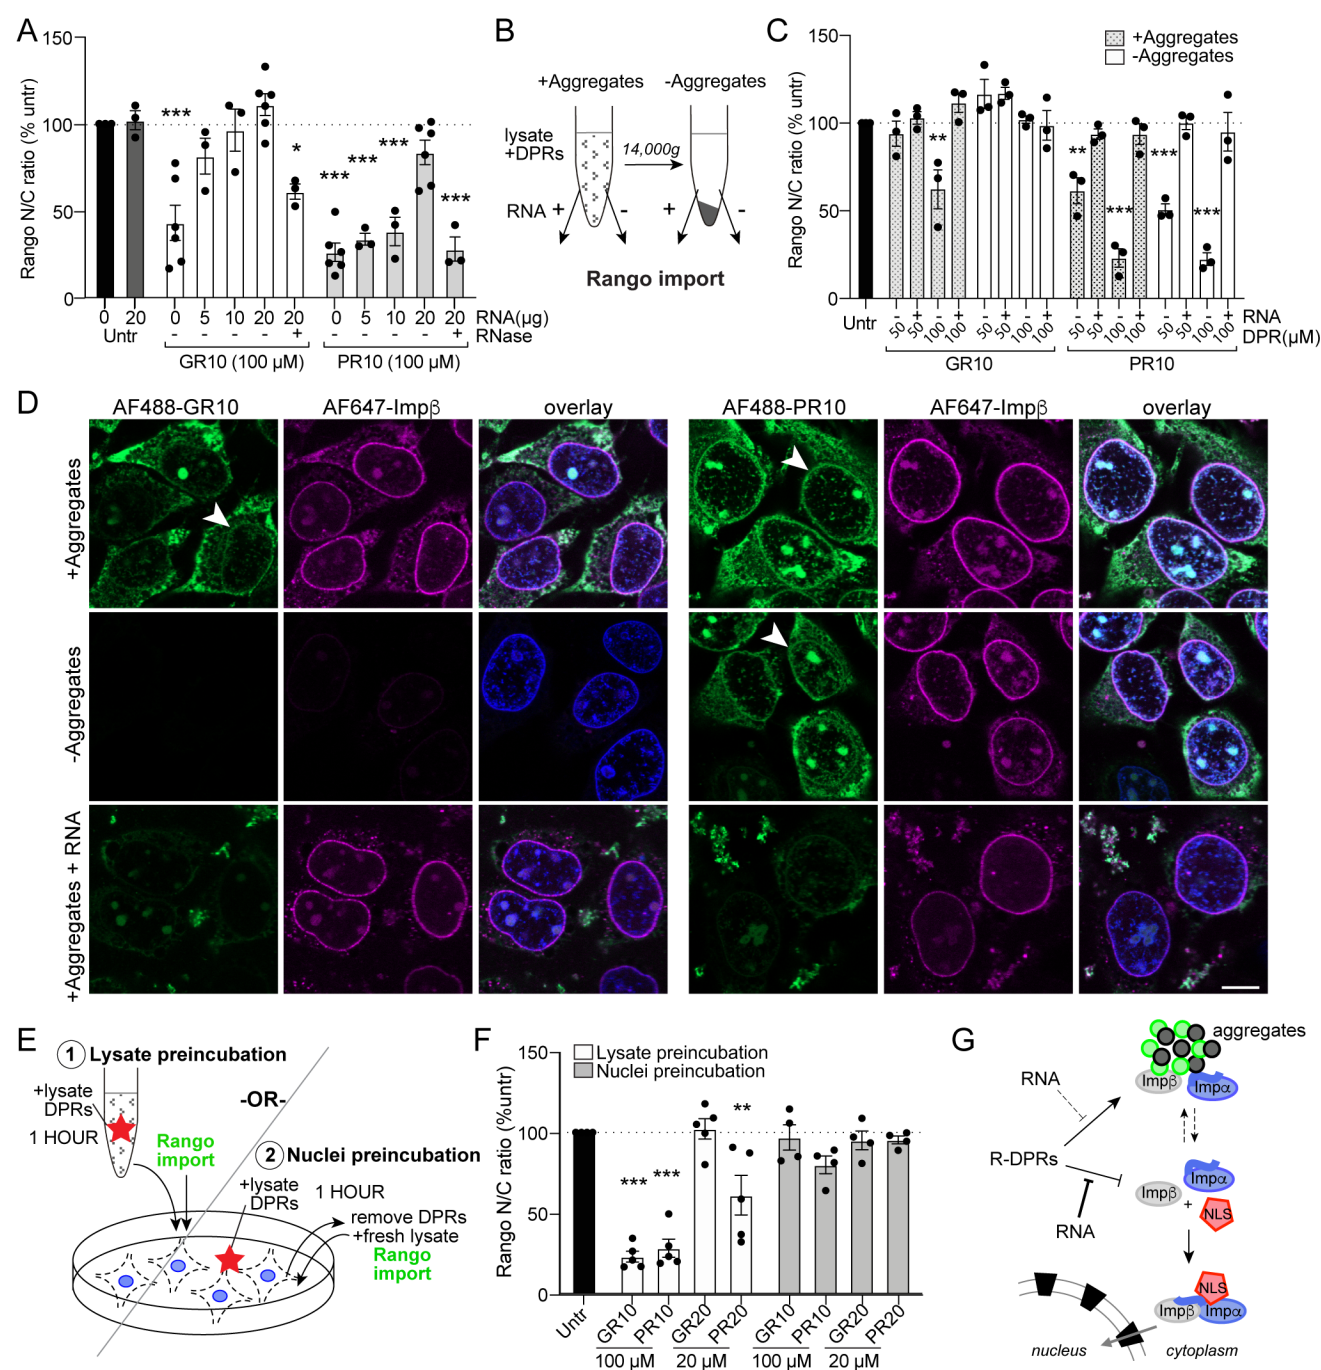 A
Rango N/C ratio (% untr)
150
100
50
0
***
*
***
***
***
***
0 20 0 5 10 20 20 0 5 10 20 20 RNA(µg)
- - - - + - - - - + RNase
Untr
GR10 (100 µM) PR10 (100 µM)
B
+Aggregates -Aggregates
lysate
+DPRs
14,000g
RNA + - + -
Rango import
C
Rango N/C ratio (% untr)
150
100
50
0
+Aggregates
-Aggregates
**
**
***
***
***
Untr
- + - + - + - + - + - + - + - + RNA
50 50 100 100 50 50 100 100 50 50 100 100 50 50 100 100 DPR(µM)
GR10 PR10
D
AF488-GR10 AF647-Impβ overlay AF488-PR10 AF647-Impβ overlay
+Aggregates
-Aggregates
+Aggregates + RNA
E
1 Lysate preincubation
+lysate
DPRs
1 HOUR
-OR-
Rango
import
2 Nuclei preincubation
+lysate
DPRs
1 HOUR
remove DPRs
+fresh lysate
Rango
import
F
Rango N/C ratio (%untr)
150
100
50
0
Lysate preincubation
Nuclei preincubation
***
***
**
Untr GR10 PR10 GR20 PR20 GR10 PR10 GR20 PR20
100 µM 20 µM 100 µM 20 µM
G
aggregates
Impβ Impα
RNA
R-DPRs
Impα
Impβ
+
NLS
RNA
NLS
Impβ Impα
nucleus cytoplasm